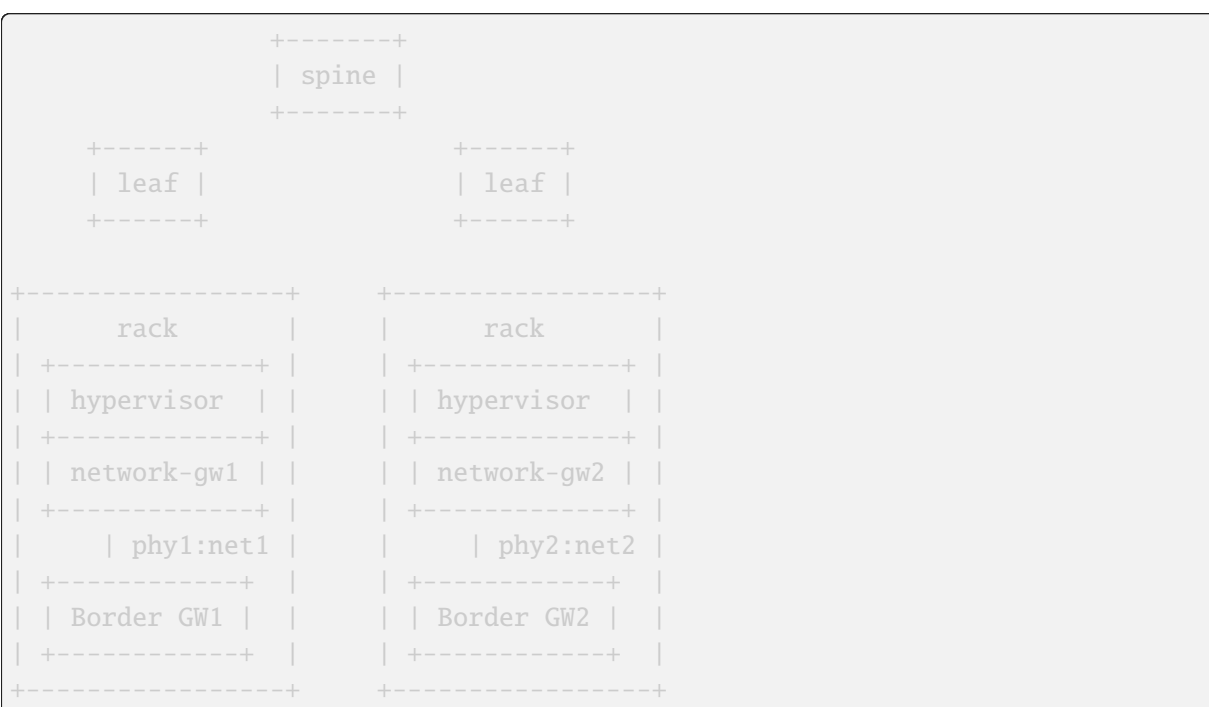 +-------+
                 | spine |
                 +-------+
     +------+                +------+
     | leaf |                | leaf |
     +------+                +------+

+-----------------+     +-----------------+
|      rack       |     |      rack       |
| +-------------+ |     | +-------------+ |
| | hypervisor  | |     | | hypervisor  | |
| +-------------+ |     | +-------------+ |
| | network-gw1 | |     | | network-gw2 | |
| +-------------+ |     | +-------------+ |
|     | phy1:net1 |     |     | phy2:net2 |
| +------------+  |     | +------------+  |
| | Border GW1 |  |     | | Border GW2 |  |
| +------------+  |     | +------------+  |
+-----------------+     +-----------------+